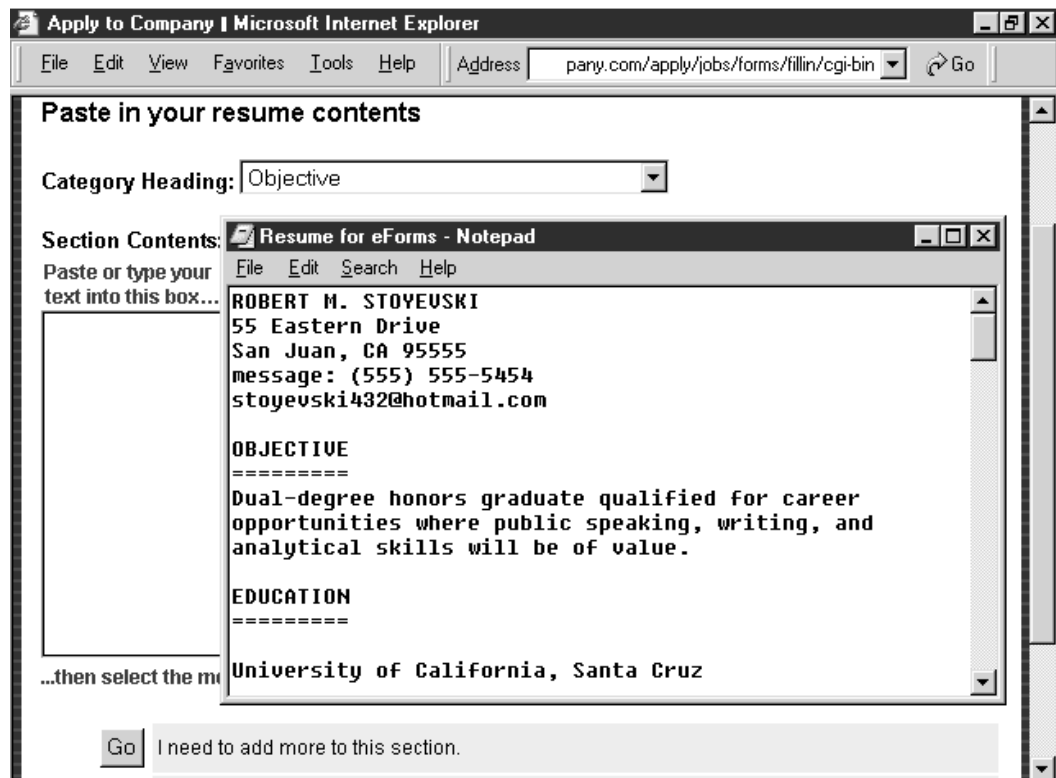 Apply to Company | Microsoft Internet Explorer
File Edit View Favorites Tools Help Address pany.com/apply/jobs/forms/fillin/cgi-bin Go
Paste in your resume contents
Category Heading: Objective
Section Contents:
Paste or type your
text into this box...
Resume for eForms - Notepad
File Edit Search Help
ROBERT M. STOYEVSKI
55 Eastern Drive
San Juan, CA 95555
message: (555) 555-5454
stoyevski432@hotmail.com
OBJECTIVE
=========
Dual-degree honors graduate qualified for career
opportunities where public speaking, writing, and
analytical skills will be of value.
EDUCATION
=========
University of California, Santa Cruz
...then select the
Go I need to add more to this section.